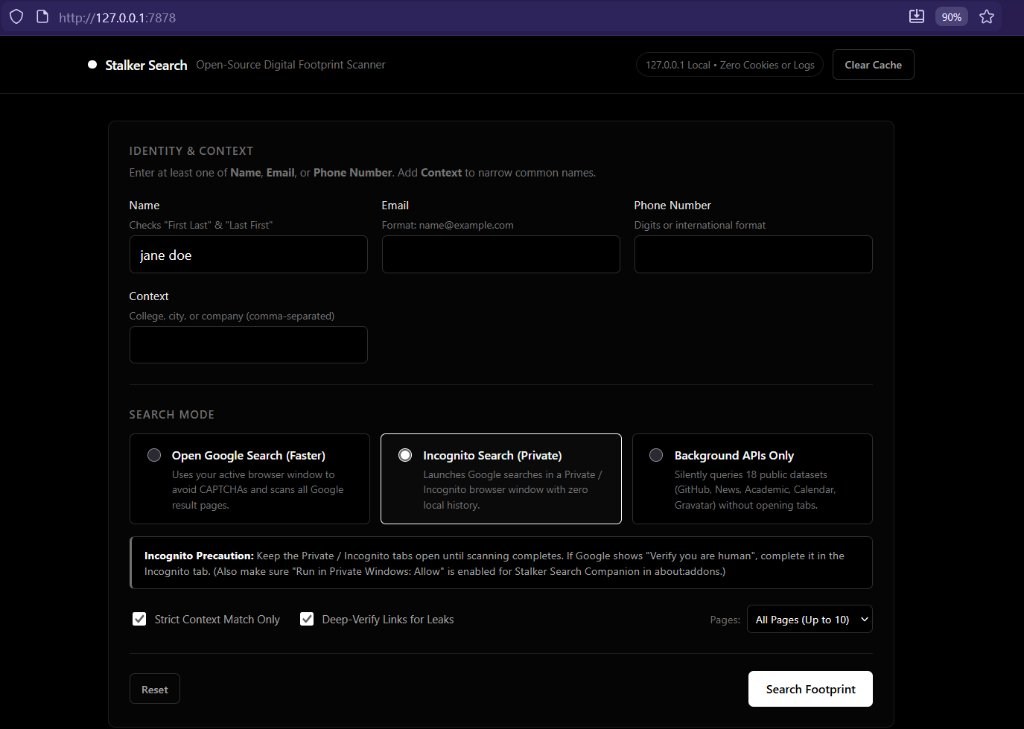 http://127.0.0.1:7878
90%
Stalker Search Open-Source Digital Footprint Scanner
127.0.0.1 Local • Zero Cookies or Logs
Clear Cache
IDENTITY & CONTEXT
Enter at least one of Name, Email, or Phone Number. Add Context to narrow common names.
Name
Checks "First Last" & "Last First"
jane doe
Email
Format: name@example.com
Phone Number
Digits or international format
Context
College, city, or company (comma-separated)
SEARCH MODE
Open Google Search (Faster)
Uses your active browser window to
avoid CAPTCHAs and scans all Google
result pages.
Incognito Search (Private)
Launches Google searches in a Private /
Incognito browser window with zero
local history.
Background APIs Only
Silently queries 18 public datasets
(GitHub, News, Academic, Calendar,
Gravatar) without opening tabs.
Incognito Precaution: Keep the Private / Incognito tabs open until scanning completes. If Google shows "Verify you are human", complete it in the
Incognito tab. (Also make sure "Run in Private Windows: Allow" is enabled for Stalker Search Companion in about:addons.)
Strict Context Match Only
Deep-Verify Links for Leaks
Pages:
All Pages (Up to 10)
Reset
Search Footprint